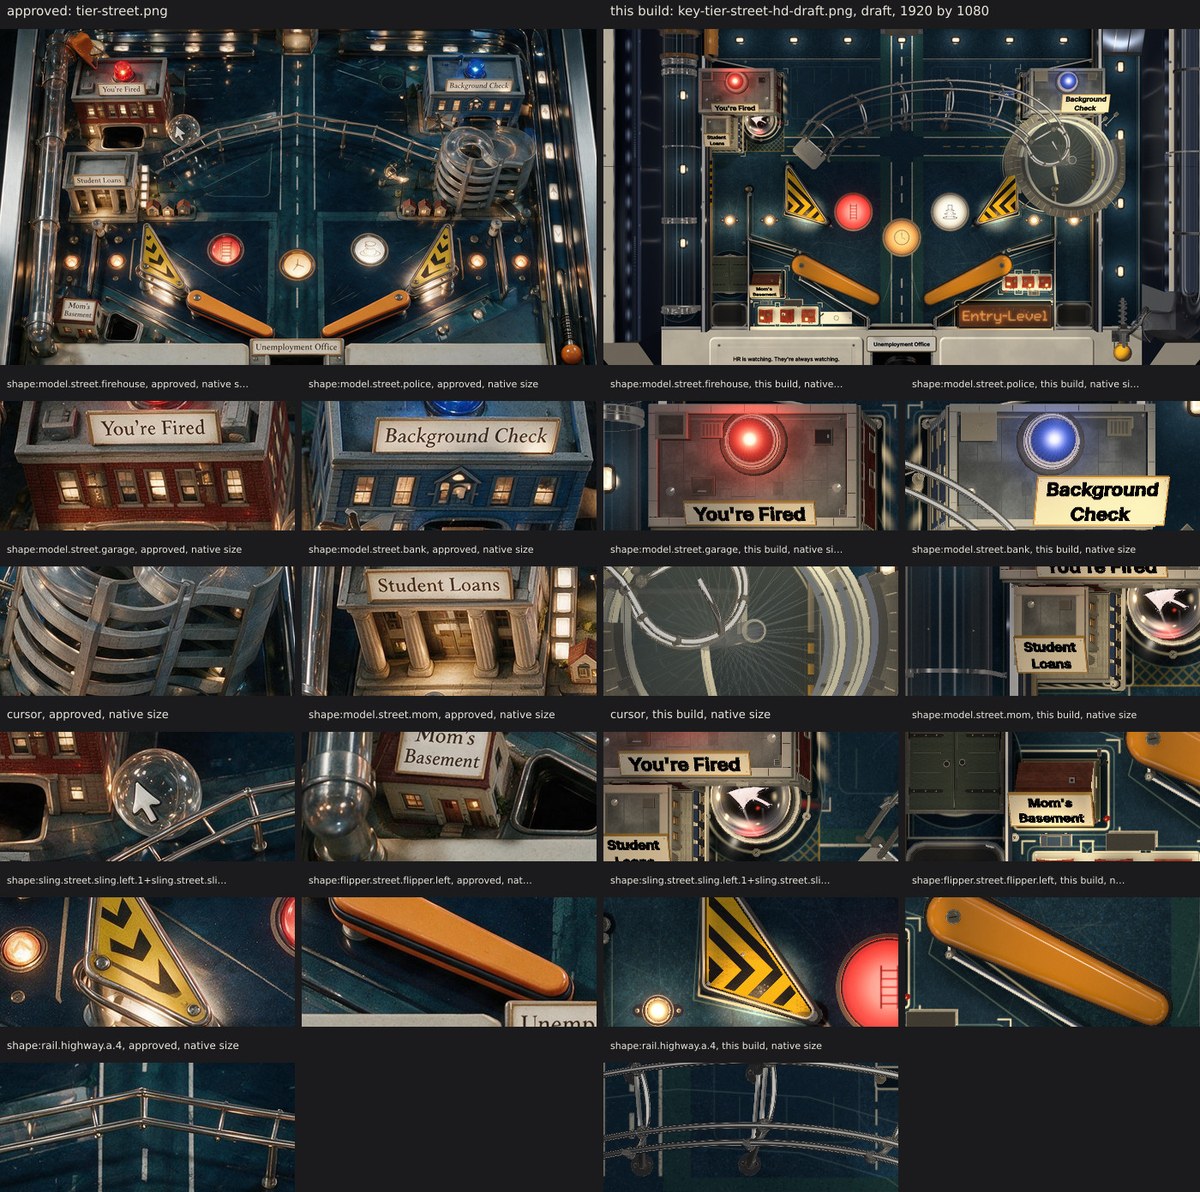 approved: tier-street.png
this build: key-tier-street-hd-draft.png, draft, 1920 by 1080
You're Fired
Background Check
Student Loans
Mom's
Basement
Unemployment Office
You're Fired
Background
Check
Student
Loans
Mom's
Basement
Entry-Level
Unemployment Office
HR is watching. They're always watching.
shape:model.street.firehouse, approved, native s...
shape:model.street.police, approved, native size
shape:model.street.firehouse, this build, native...
shape:model.street.police, this build, native si...
You're Fired
Background Check
You're Fired
Background
Check
shape:model.street.garage, approved, native size
shape:model.street.bank, approved, native size
shape:model.street.garage, this build, native si...
shape:model.street.bank, this build, native size
Student Loans
You're Fired
Student
Loans
cursor, approved, native size
shape:model.street.mom, approved, native size
cursor, this build, native size
shape:model.street.mom, this build, native size
Mom's
Basement
You're Fired
Student
Loans
Mom's
Basement
shape:sling.street.sling.left.1+sling.street.sli...
shape:flipper.street.flipper.left, approved, nat...
shape:sling.street.sling.left.1+sling.street.sli...
shape:flipper.street.flipper.left, this build, n...
Unemp
shape:rail.highway.a.4, approved, native size
shape:rail.highway.a.4, this build, native size